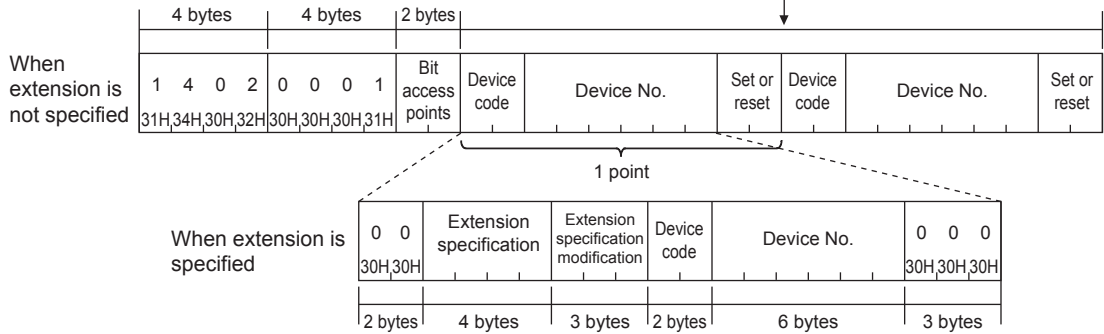 4 bytes 4 bytes 2 bytes
When
extension is
not specified
1 4 0 2
31H 34H 30H 32H
0 0 0 1
30H 30H 30H 31H
Bit
access
points
Device
code
Device No.
Set or
reset
Device
code
Device No.
Set or
reset
1 point
When extension is
specified
0 0
30H 30H
Extension
specification
Extension
specification
modification
Device
code
Device No.
0 0 0
30H 30H 30H
2 bytes 4 bytes 3 bytes 2 bytes 6 bytes 3 bytes